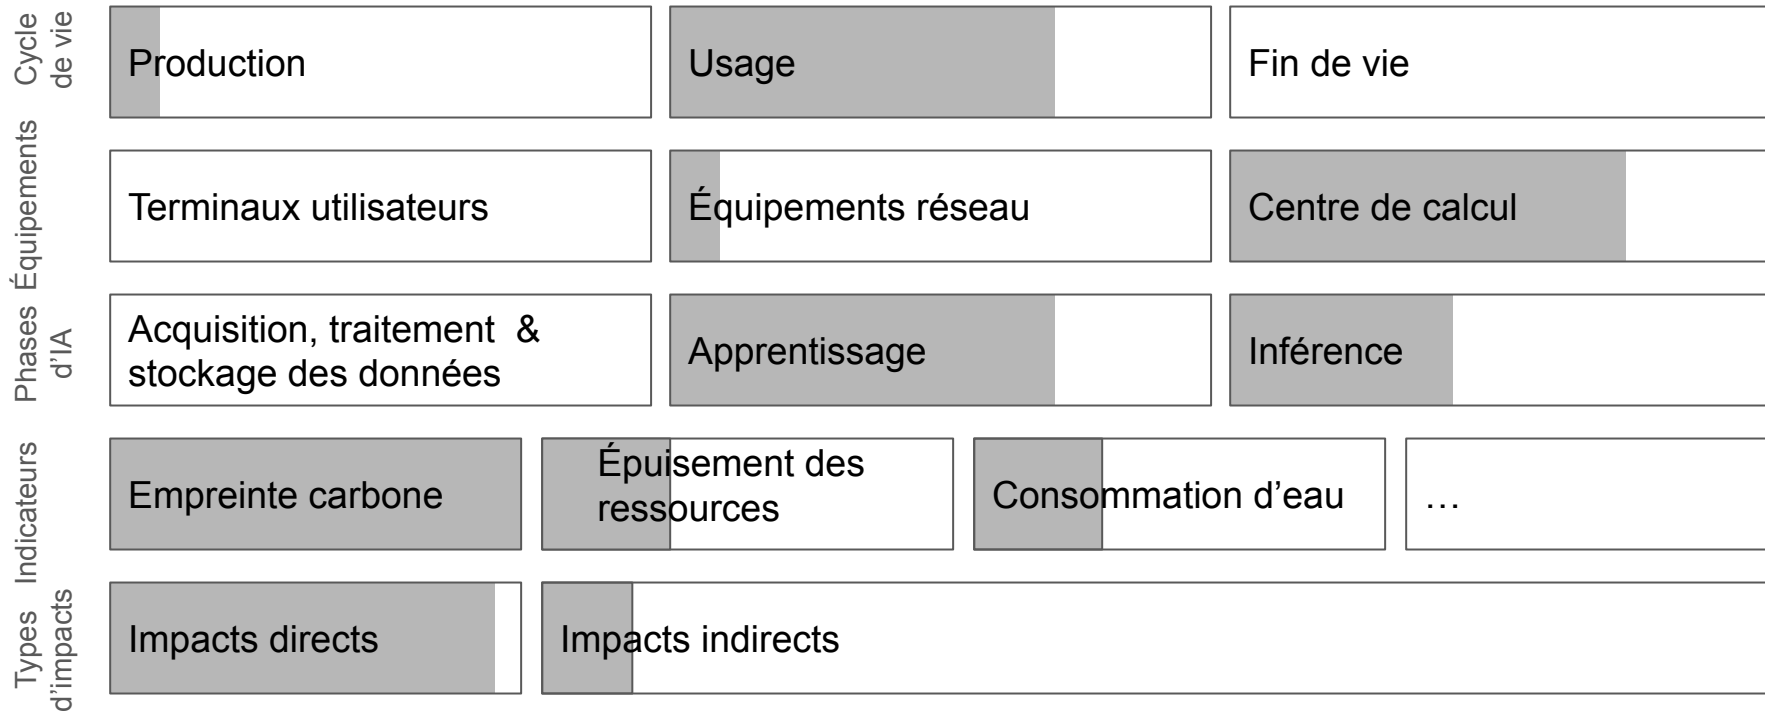 Cycle
de vie
Production
Usage
Fin de vie
Équipements
Terminaux utilisateurs
Équipements réseau
Centre de calcul
Phases
d'IA
Acquisition, traitement  &
stockage des données
Apprentissage
Inférence
Indicateurs
Empreinte carbone
Épuisement des
ressources
Consommation d’eau
…
Types
d'impacts
Impacts directs
Impacts indirects